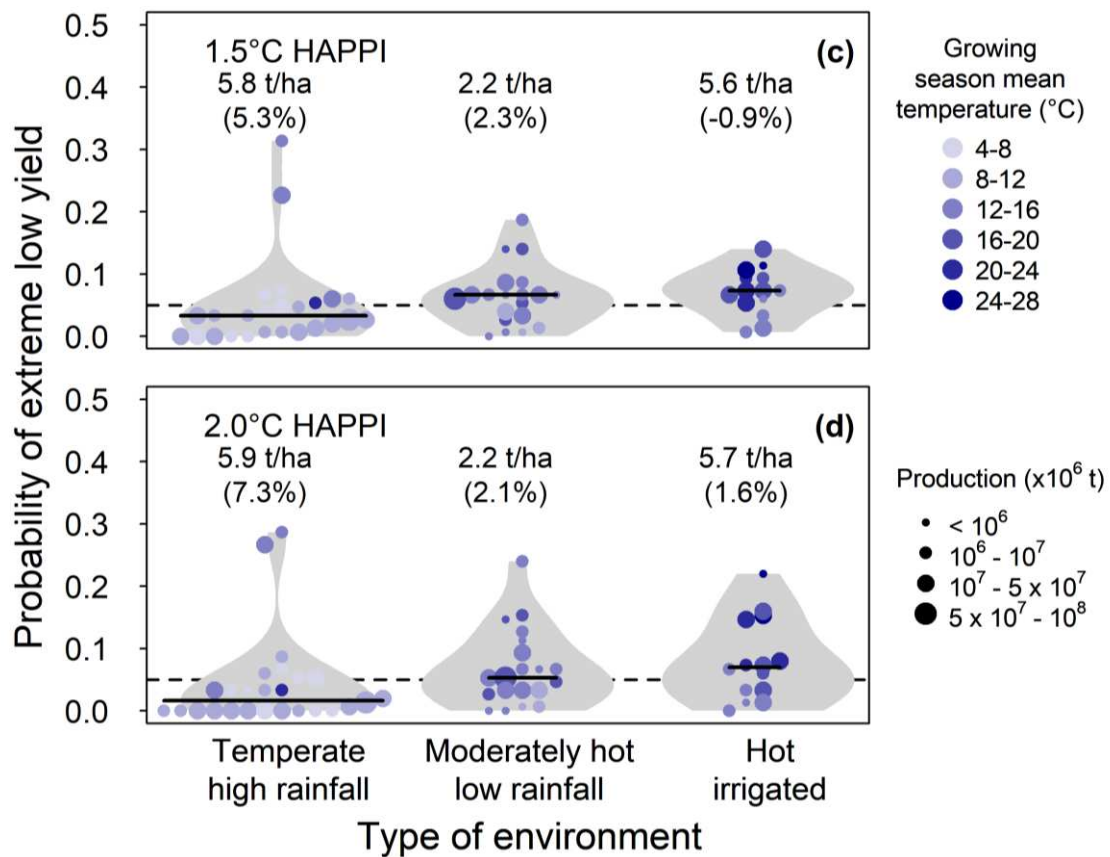 Probability of extreme low yield
0.5
0.4
0.3
0.2
0.1
0.0
1.5°C HAPPI
(c)
5.8 t/ha
2.2 t/ha
5.6 t/ha
(5.3%)
(2.3%)
(-0.9%)
Growing
season mean
temperature (°C)
4-8
8-12
12-16
16-20
20-24
24-28
0.5
0.4
0.3
0.2
0.1
0.0
2.0°C HAPPI
(d)
5.9 t/ha
2.2 t/ha
5.7 t/ha
(7.3%)
(2.1%)
(1.6%)
Production (x10⁶ t)
< 10⁶
10⁶ - 10⁷
10⁷ - 5 x 10⁷
5 x 10⁷ - 10⁸
Temperate
high rainfall
Moderately hot
low rainfall
Hot
irrigated
Type of environment